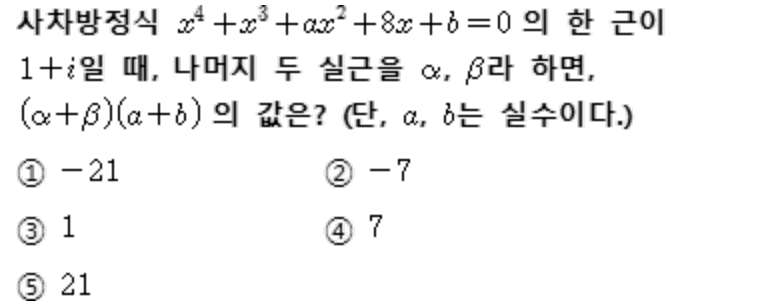 사차방정식 x⁴+x³+ax²+8x+b=0 의 한 근이
1+i일 때, 나머지 두 실근을 α, β라 하면,
(α+β)(a+b) 의 값은? (단, a, b는 실수이다.)
① −21 ② −7
③ 1 ④ 7
⑤ 21